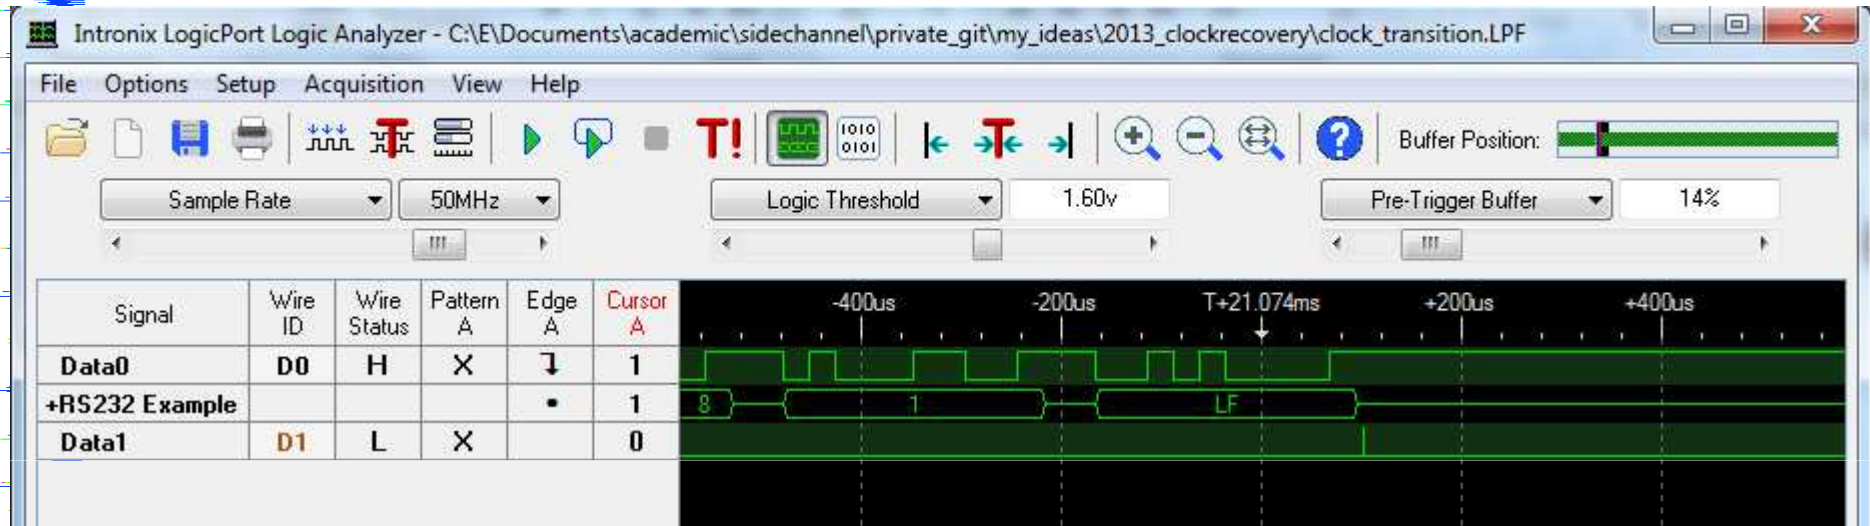 Intronix LogicPort Logic Analyzer - C:\E\Documents\academic\sidechannel\private_git\my_ideas\2013_clockrecovery\clock_transition.LPF
File Options Setup Acquisition View Help
T! 1010 0101 T ? Buffer Position:
Sample Rate 50MHz Logic Threshold 1.60v Pre-Trigger Buffer 14%
Signal Wire ID Wire Status Pattern A Edge A Cursor A -400us -200us T+21.074ms +200us +400us
Data0 D0 H X 1
+RS232 Example 1 8 1 LF
Data1 D1 L X 0